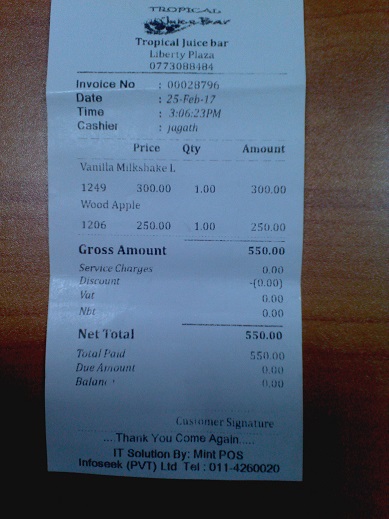 TROPICAL
Juice Bar
Tropical Juice bar
Liberty Plaza
0773088484
Invoice No : 00028796
Date : 25-Feb-17
Time : 3:06:23PM
Cashier : jagath
Price Qty Amount
Vanilla Milkshake L
1249 300.00 1.00 300.00
Wood Apple
1206 250.00 1.00 250.00
Gross Amount 550.00
Service Charges 0.00
Discount -(0.00)
Vat 0.00
Nbt 0.00
Net Total 550.00
Total Paid 550.00
Due Amount 0.00
Balance 0.00
Customer Signature
....Thank You Come Again.....
IT Solution By: Mint POS
Infoseek (PVT) Ltd Tel : 011-4260020